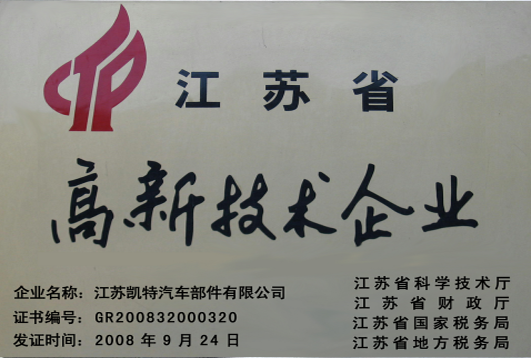 江苏省
高新技术企业
企业名称：江苏凯特汽车部件有限公司
证书编号：GR200832000320
发证时间：2008 年 9 月 24 日
江苏省科学技术厅
江苏省财政厅
江苏省国家税务局
江苏省地方税务局